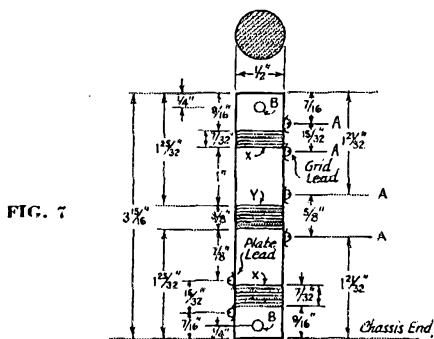 1/2"
1/4"
9/16"
B
7/16
A
15/32"
7/32"
1 25/32"
A
1 21/32"
X
Grid
Lead
1"
Y
A
FIG. 7
3 15/16"
3/8"
5/8"
A
7/8"
Plate
Lead
X
1 25/32"
15/32
7/32"
1 21/32"
7/16"
B
9/16"
1/4"
Chassis End